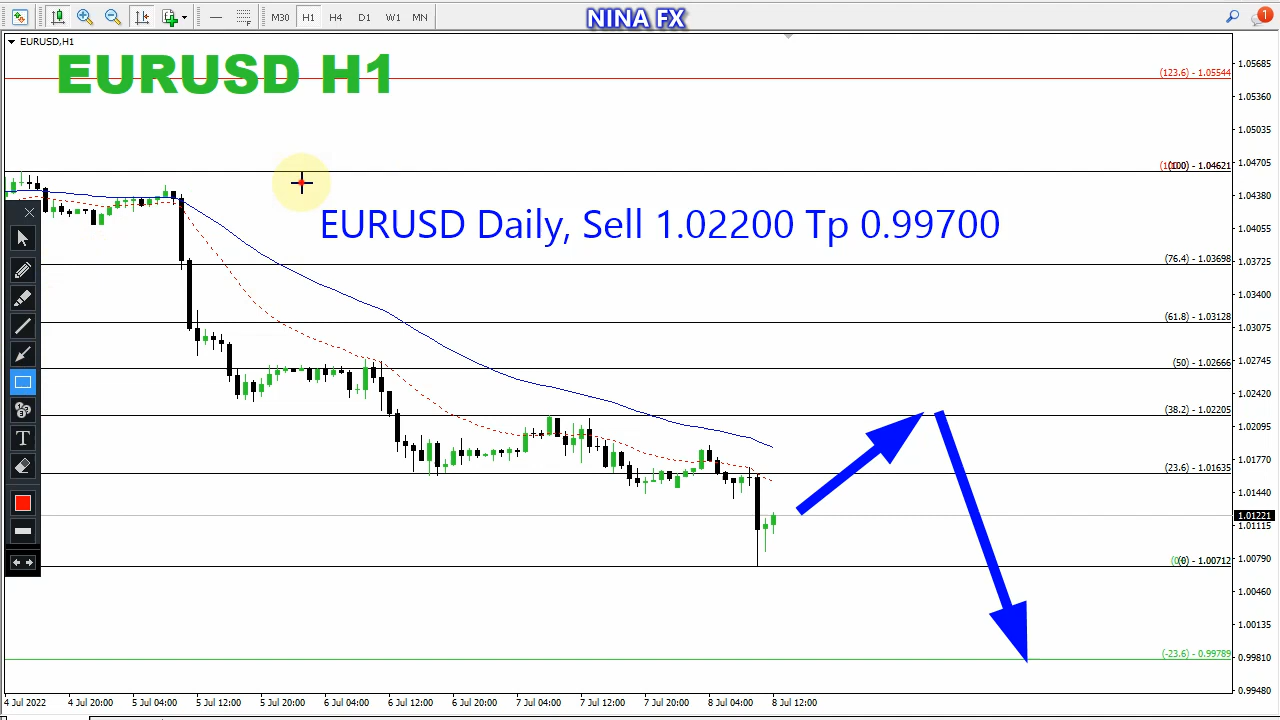 M30 H1 H4 D1 W1 MN
NINA FX
1
EURUSD,H1
EURUSD H1
EURUSD Daily, Sell 1.02200 Tp 0.99700
(123.6) - 1.05544
(100) - 1.04621
(76.4) - 1.03698
(61.8) - 1.03128
(50) - 1.02666
(38.2) - 1.02205
(23.6) - 1.01635
(0) - 1.00712
(-23.6) - 0.99789
1.05685
1.05360
1.05035
1.04705
1.04380
1.04055
1.03725
1.03400
1.03075
1.02745
1.02420
1.02095
1.01770
1.01440
1.01221
1.01115
1.00790
1.00460
1.00135
0.99810
0.99480
T
4 Jul 2022
4 Jul 20:00
5 Jul 04:00
5 Jul 12:00
5 Jul 20:00
6 Jul 04:00
6 Jul 12:00
6 Jul 20:00
7 Jul 04:00
7 Jul 12:00
7 Jul 20:00
8 Jul 04:00
8 Jul 12:00